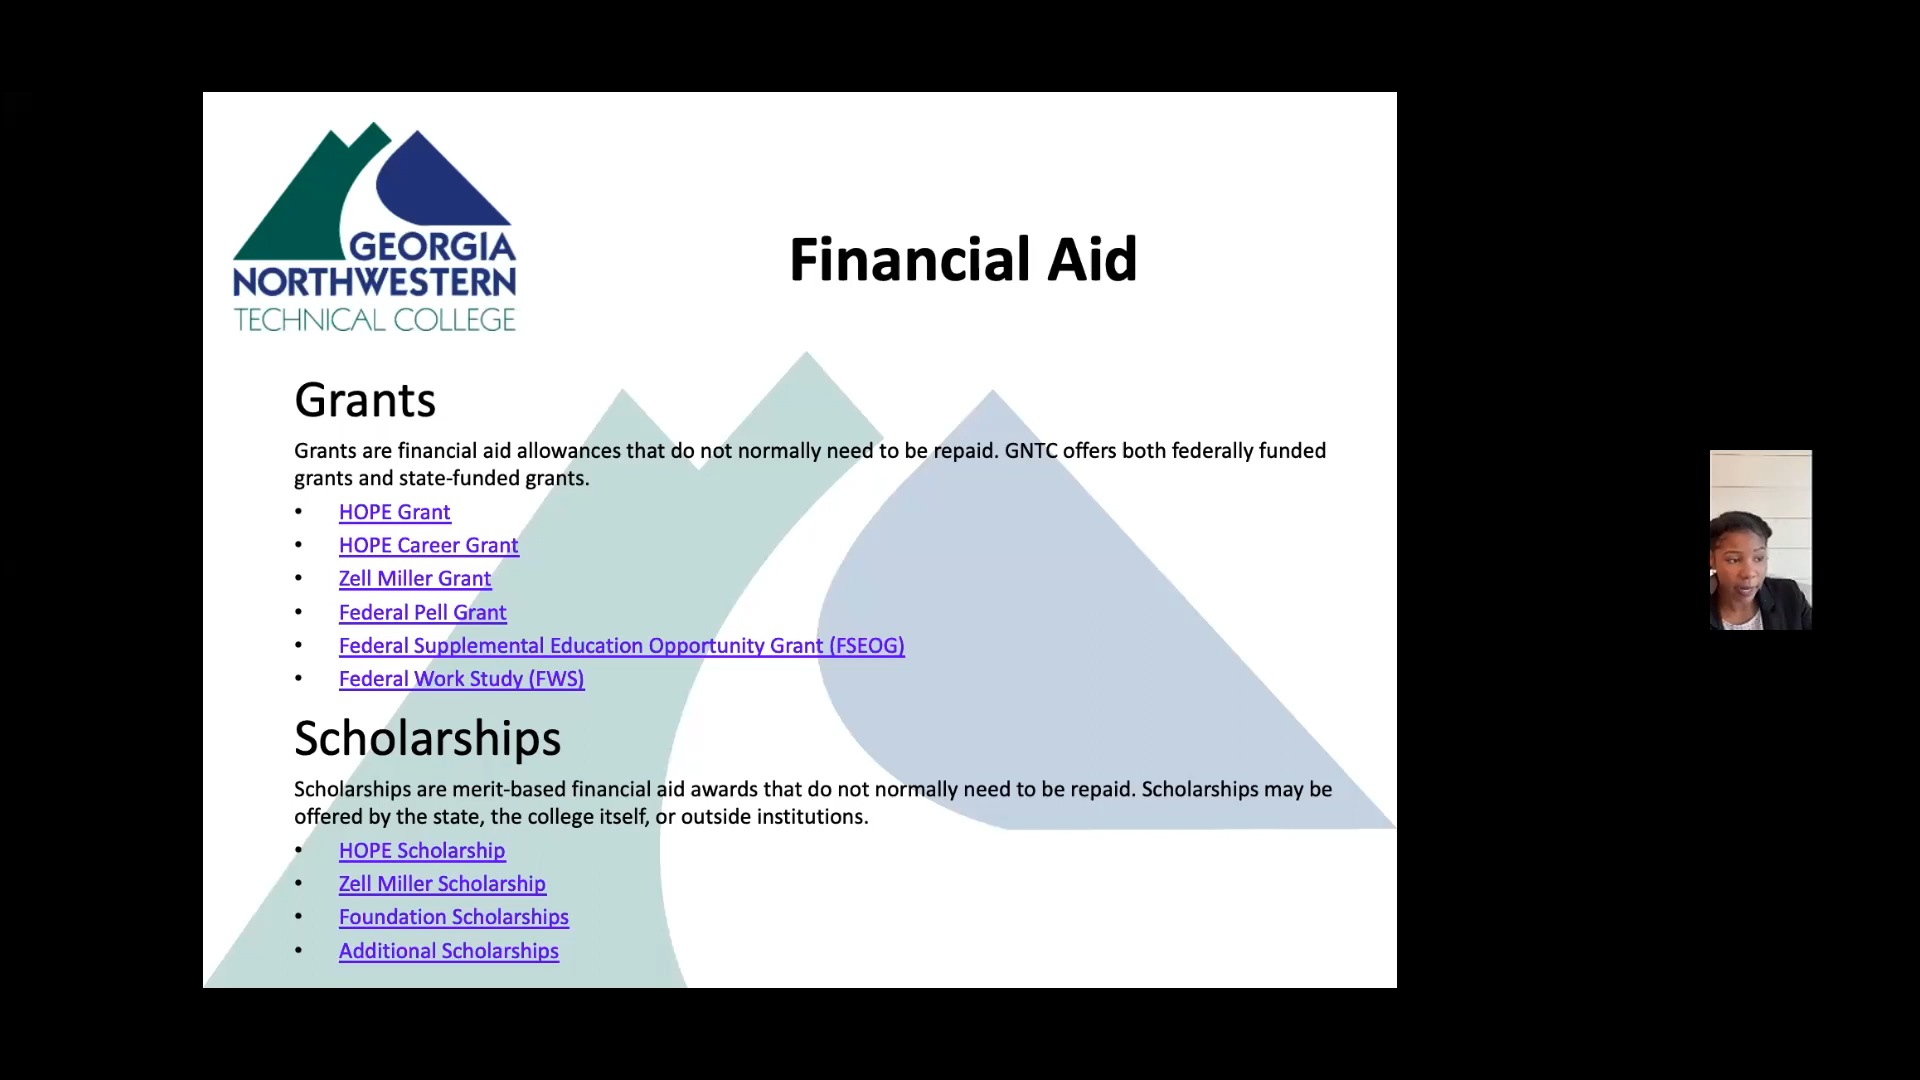 GEORGIA
NORTHWESTERN
TECHNICAL COLLEGE
Financial Aid
Grants
Grants are financial aid allowances that do not normally need to be repaid. GNTC offers both federally funded
grants and state-funded grants.
• HOPE Grant
• HOPE Career Grant
• Zell Miller Grant
• Federal Pell Grant
• Federal Supplemental Education Opportunity Grant (FSEOG)
• Federal Work Study (FWS)
Scholarships
Scholarships are merit-based financial aid awards that do not normally need to be repaid. Scholarships may be
offered by the state, the college itself, or outside institutions.
• HOPE Scholarship
• Zell Miller Scholarship
• Foundation Scholarships
• Additional Scholarships